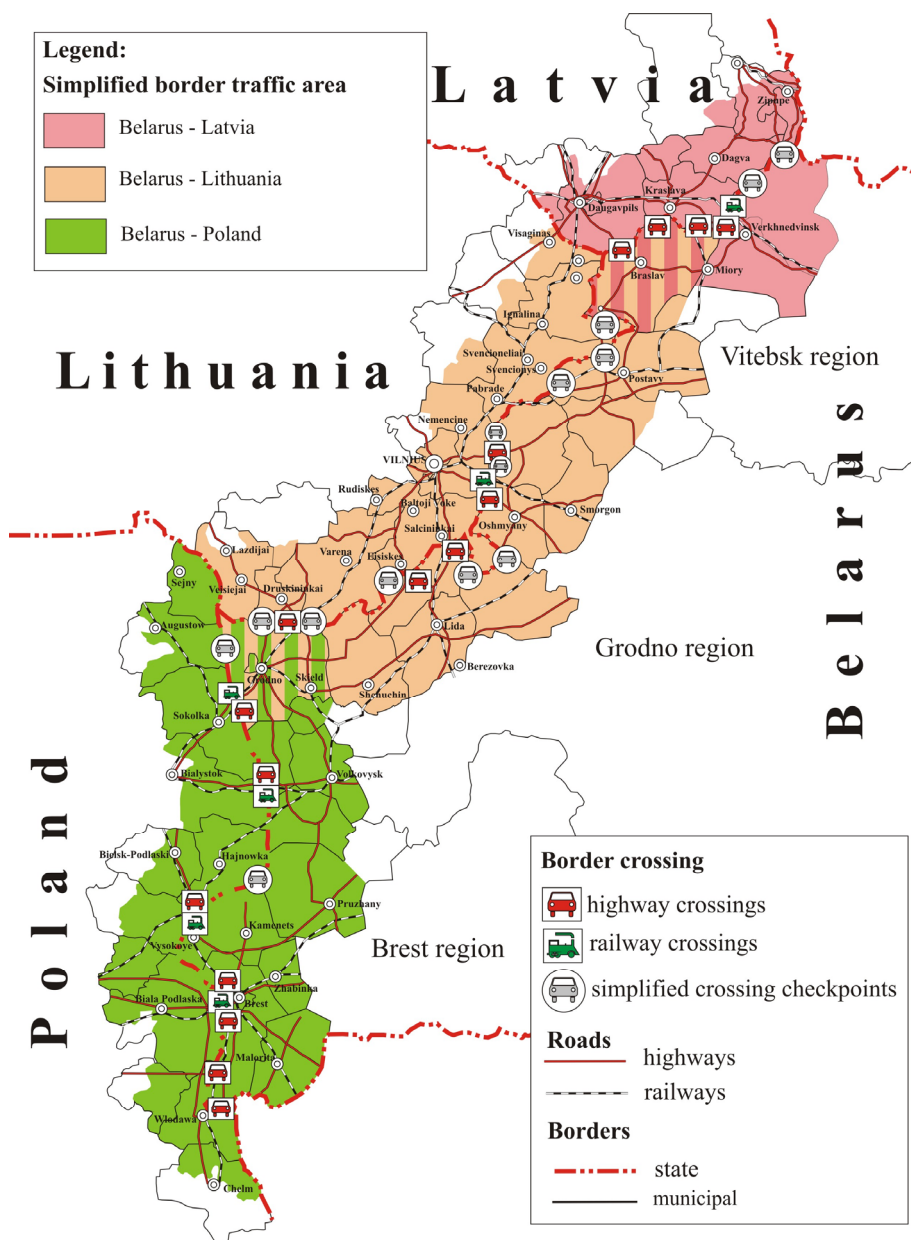 Legend:
Simplified border traffic area
Belarus - Latvia
Belarus - Lithuania
Belarus - Poland
Latvia
Lithuania
Poland
Belarus
Zipupe
Dagva
Kraslava
Daugavpils
Verkhnedvinsk
Visaginas
Braslav
Miory
Ignalina
Svencioneliai
Svencionys
Postavy
Vitebsk region
Pabrade
Nemencine
VILNIUS
Rudiskes
Baltoji Voke
Smorgon
Oshmyany
Salcininkai
Lazdijai
Varena
Eisiskes
Sejny
Veisiejai
Druskininkai
Augustow
Lida
Grodno region
Berezovka
Grodno
Skield
Shchuchin
Sokolka
Bialystok
Volkovysk
Bielsk-Podlaski
Hajnowka
Pruzhany
Kamenets
Vysokoye
Brest region
Zhabinka
Biala Podlaska
Brest
Malorita
Wlodawa
Chelm
Border crossing
highway crossings
railway crossings
simplified crossing checkpoints
Roads
highways
railways
Borders
state
municipal